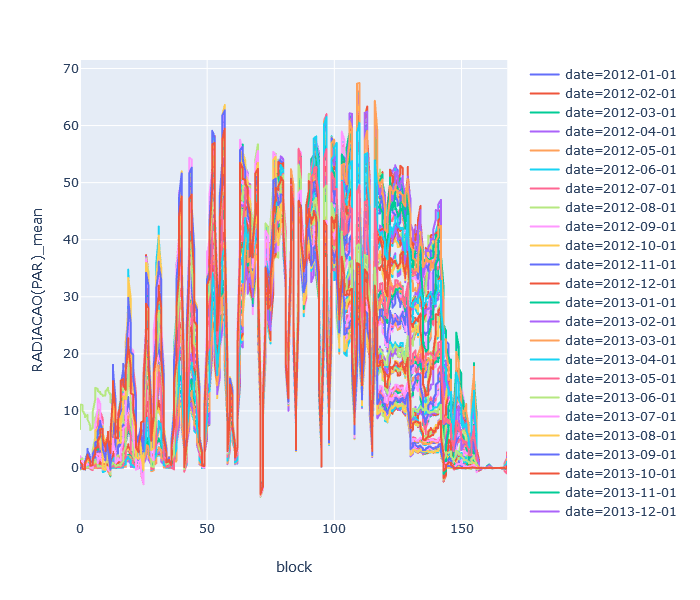 RADIACAO(PAR)_mean
70
60
50
40
30
20
10
0
0
50
100
150
block
date=2012-01-01
date=2012-02-01
date=2012-03-01
date=2012-04-01
date=2012-05-01
date=2012-06-01
date=2012-07-01
date=2012-08-01
date=2012-09-01
date=2012-10-01
date=2012-11-01
date=2012-12-01
date=2013-01-01
date=2013-02-01
date=2013-03-01
date=2013-04-01
date=2013-05-01
date=2013-06-01
date=2013-07-01
date=2013-08-01
date=2013-09-01
date=2013-10-01
date=2013-11-01
date=2013-12-01